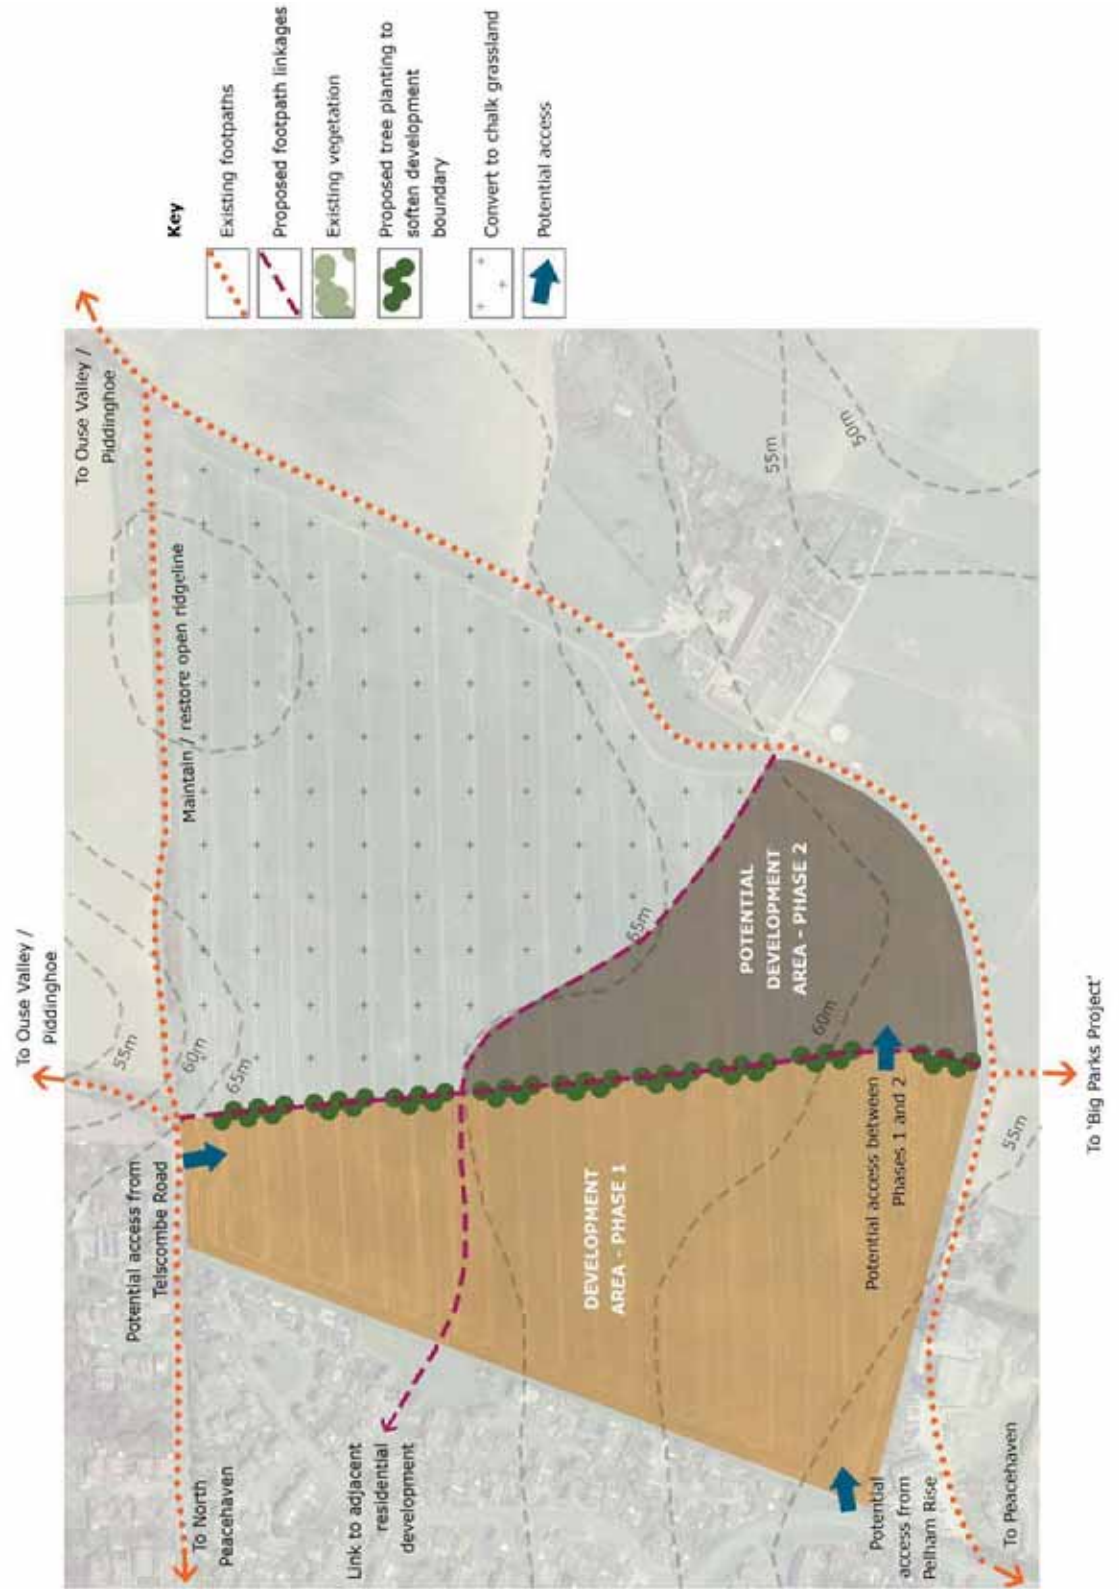 To Ouse Valley /
Piddinghoe
To Ouse Valley /
Piddinghoe
Potential access from
Telscombe Road
To North
Peacehaven
Maintain / restore open ridgeline
55m
60m
65m
Link to adjacent
residential
development
65m
DEVELOPMENT
AREA - PHASE 1
POTENTIAL
DEVELOPMENT
AREA - PHASE 2
60m
55m
50m
Potential access between
Phases 1 and 2
Potential
access from
Pelham Rise
To Peacehaven
55m
To 'Big Parks Project'
Key
Existing footpaths
Proposed footpath linkages
Existing vegetation
Proposed tree planting to
soften development
boundary
Convert to chalk grassland
Potential access